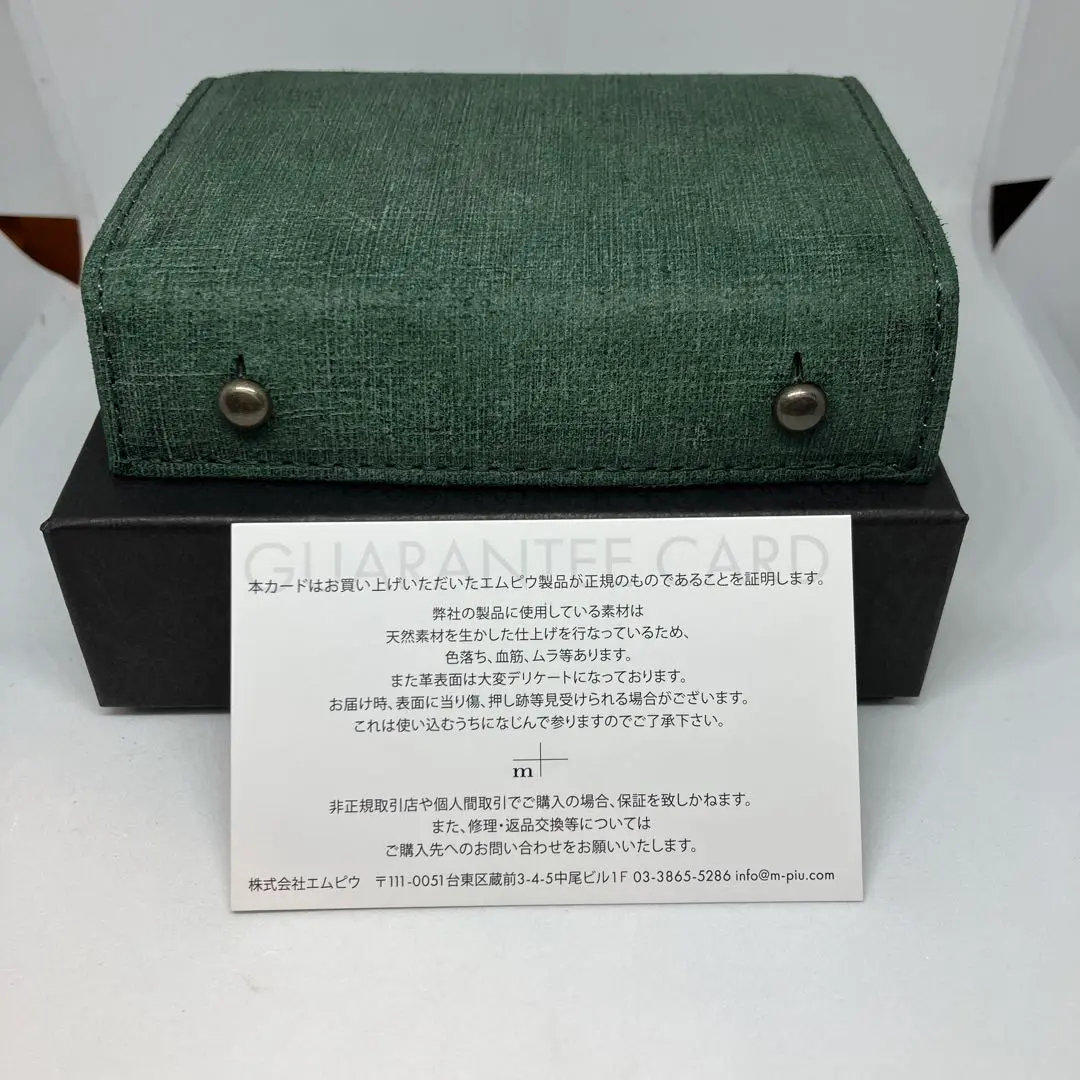 GUARANTEE CARD
本カードはお買い上げいただいたエムピウ製品が正規のものであることを証明します。
弊社の製品に使用している素材は
天然素材を生かした仕上げを行なっているため、
色落ち、血筋、ムラ等あります。
また革表面は大変デリケートになっております。
お届け時、表面に当り傷、押し跡等見受けられる場合がございます。
これは使い込むうちになじんで参りますのでご了承下さい。
m+
非正規取引店や個人間取引でご購入の場合、保証を致しかねます。
また、修理・返品交換等については
ご購入先へのお問い合わせをお願いいたします。
株式会社エムピウ 〒111-0051台東区蔵前3-4-5中尾ビル1F 03-3865-5286 info@m-piu.com